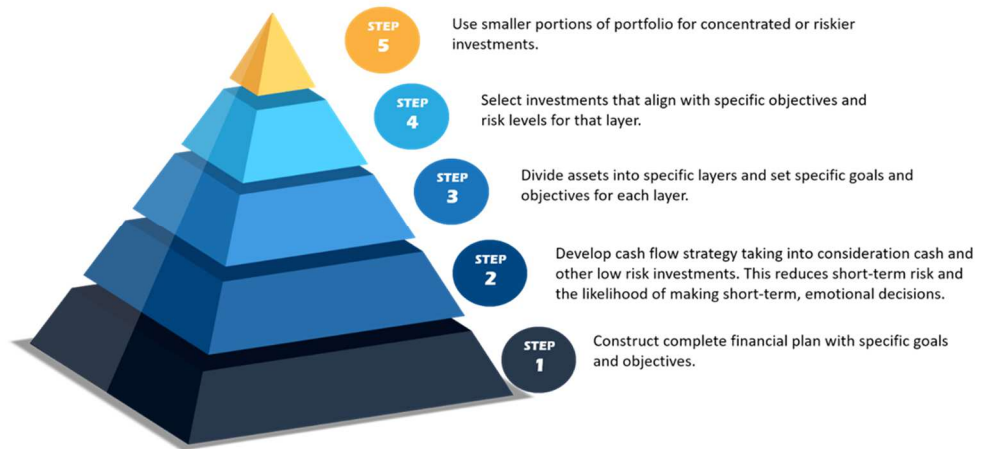 STEP
5
Use smaller portions of portfolio for concentrated or riskier
investments.
STEP
4
Select investments that align with specific objectives and
risk levels for that layer.
STEP
3
Divide assets into specific layers and set specific goals and
objectives for each layer.
STEP
2
Develop cash flow strategy taking into consideration cash and
other low risk investments. This reduces short-term risk and
the likelihood of making short-term, emotional decisions.
STEP
1
Construct complete financial plan with specific goals
and objectives.